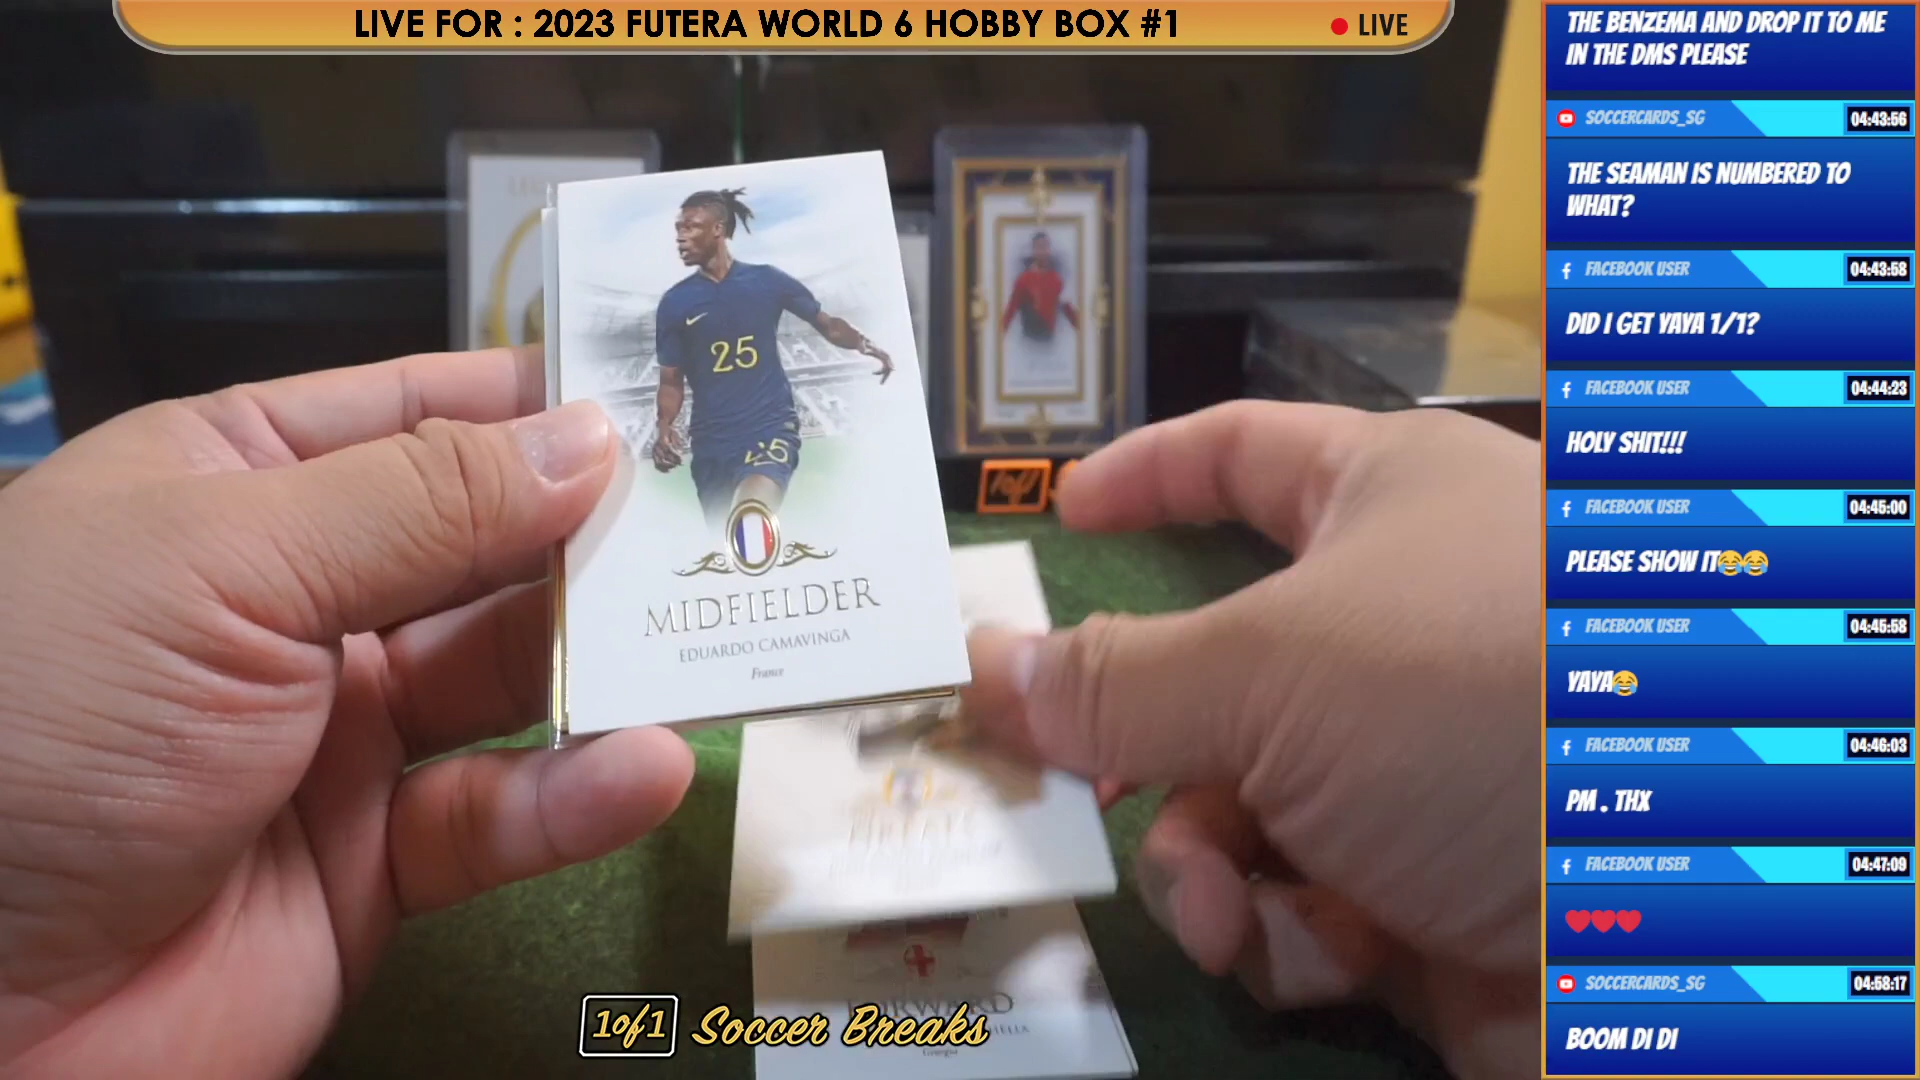 LIVE FOR : 2023 FUTERA WORLD 6 HOBBY BOX #1
LIVE
25
25
MIDFIELDER
EDUARDO CAMAVINGA
France
1of1
FORWARD
Georgia
1of1 Soccer Breaks
THE BENZEMA AND DROP IT TO ME
IN THE DMS PLEASE
SOCCERCARDS_SG
04:43:56
THE SEAMAN IS NUMBERED TO
WHAT?
FACEBOOK USER
04:43:58
DID I GET YAYA 1/1?
FACEBOOK USER
04:44:23
HOLY SHIT!!!
FACEBOOK USER
04:45:00
PLEASE SHOW IT😂😂
FACEBOOK USER
04:45:58
YAYA😂
FACEBOOK USER
04:46:03
PM . THX
FACEBOOK USER
04:47:09
❤❤❤
SOCCERCARDS_SG
04:58:17
BOOM DI DI